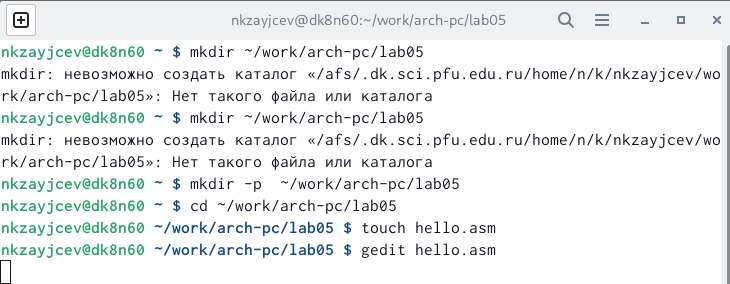 nkzayjcev@dk8n60:~/work/arch-pc/lab05
nkzayjcev@dk8n60 ~ $ mkdir ~/work/arch-pc/lab05
mkdir: невозможно создать каталог «/afs/.dk.sci.pfu.edu.ru/home/n/k/nkzayjcev/wo
rk/arch-pc/lab05»: Нет такого файла или каталога
nkzayjcev@dk8n60 ~ $ mkdir ~/work/arch-pc/lab05
mkdir: невозможно создать каталог «/afs/.dk.sci.pfu.edu.ru/home/n/k/nkzayjcev/wo
rk/arch-pc/lab05»: Нет такого файла или каталога
nkzayjcev@dk8n60 ~ $ mkdir -p  ~/work/arch-pc/lab05
nkzayjcev@dk8n60 ~ $ cd ~/work/arch-pc/lab05
nkzayjcev@dk8n60 ~/work/arch-pc/lab05 $ touch hello.asm
nkzayjcev@dk8n60 ~/work/arch-pc/lab05 $ gedit hello.asm